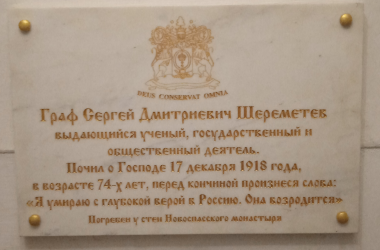 DEUS CONSERVAT OMNIA
Граф Сергей Дмитриевич Шереметев
выдающийся ученый, государственный и
общественный деятель.
Почил о Господе 17 декабря 1918 года,
в возрасте 74-х лет, перед кончиной произнеся слова:
«Я умираю с глубокой верой в Россию. Она возродится»
Погребен у стен Новоспасского монастыря